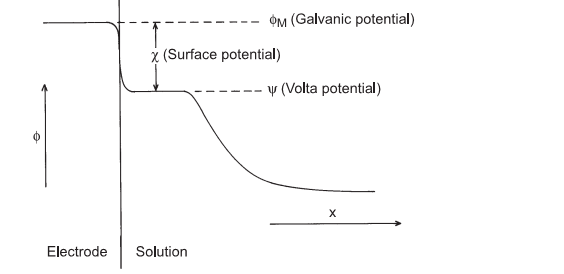 ϕM (Galvanic potential)
χ (Surface potential)
ψ (Volta potential)
ϕ
x
Electrode
Solution